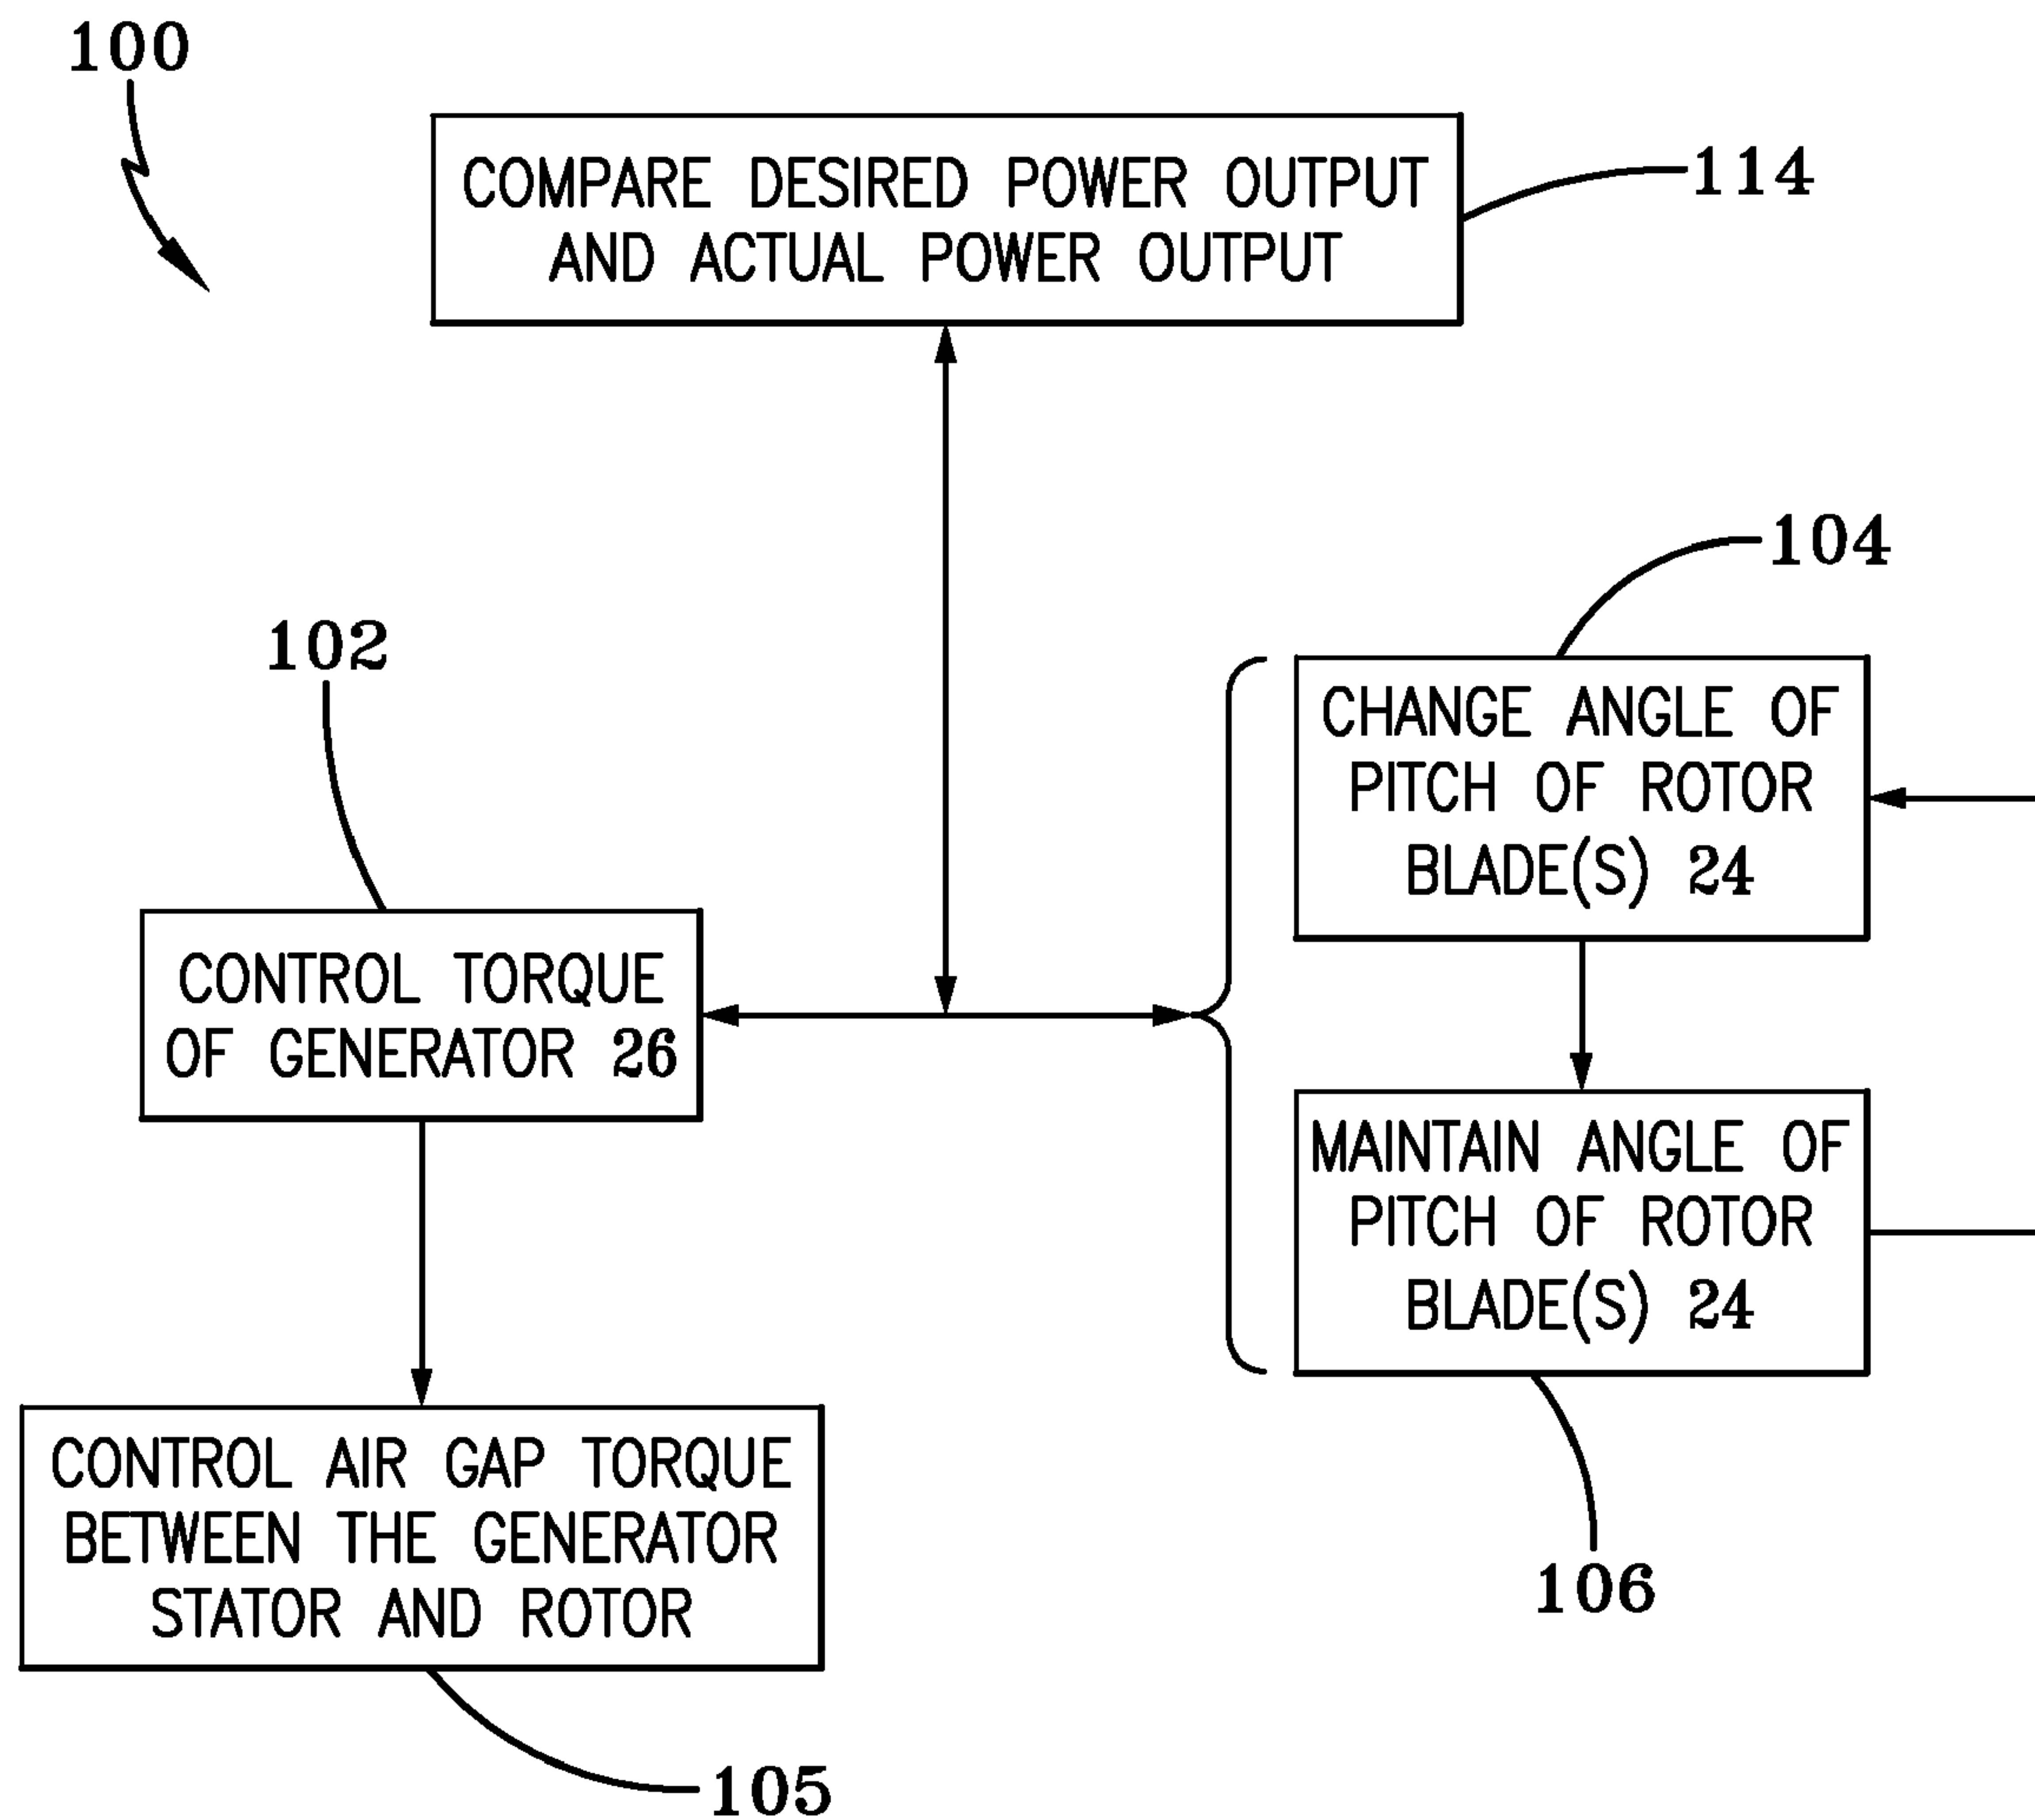 100
COMPARE DESIRED POWER OUTPUT
AND ACTUAL POWER OUTPUT
114
104
102
CHANGE ANGLE OF
PITCH OF ROTOR
BLADE(S) 24
CONTROL TORQUE
OF GENERATOR 26
MAINTAIN ANGLE OF
PITCH OF ROTOR
BLADE(S) 24
CONTROL AIR GAP TORQUE
BETWEEN THE GENERATOR
STATOR AND ROTOR
106
105